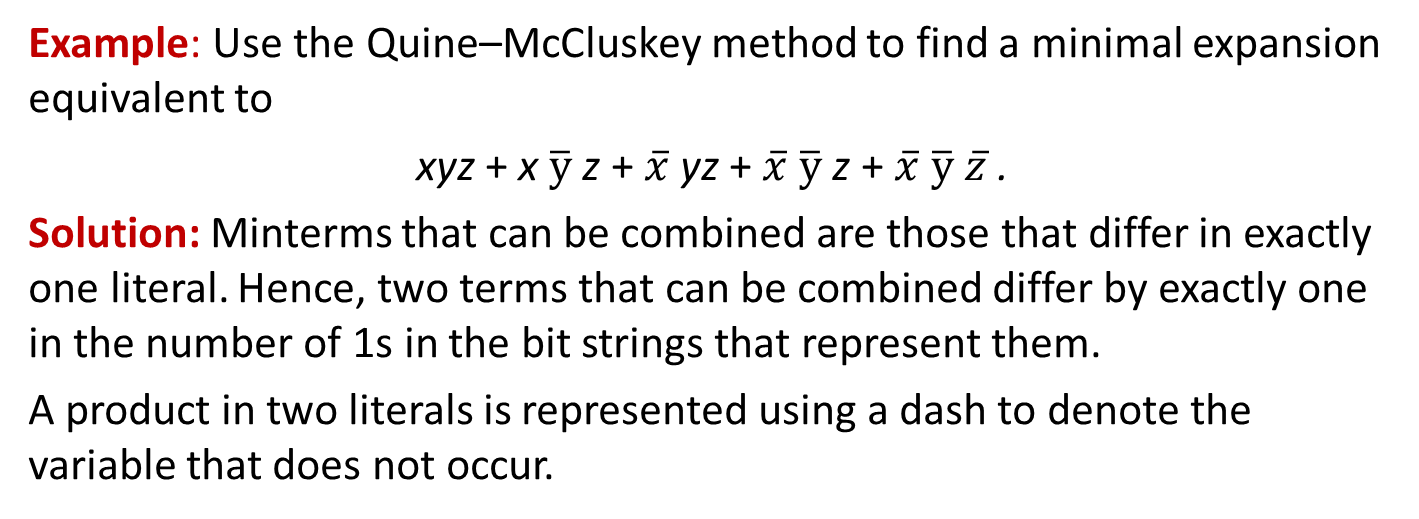 Example: Use the Quine–McCluskey method to find a minimal expansion
equivalent to
xyz + x y̅ z + x̅ yz + x̅ y̅ z + x̅ y̅ z̅ .
Solution: Minterms that can be combined are those that differ in exactly
one literal. Hence, two terms that can be combined differ by exactly one
in the number of 1s in the bit strings that represent them.
A product in two literals is represented using a dash to denote the
variable that does not occur.